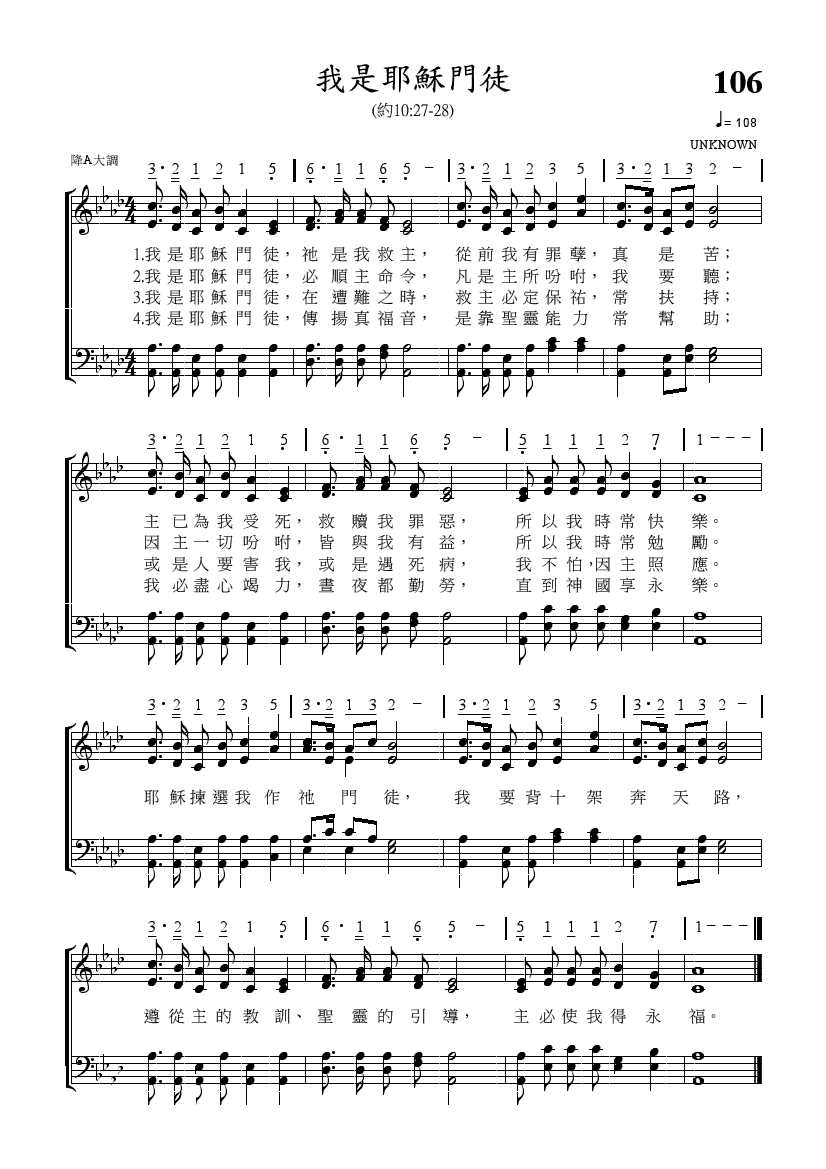 我是耶穌門徒
106
(約10:27-28)
♩= 108
UNKNOWN
降A大調
3·2 1 2 1 5 | 6·1 1 6 5 – | 3·2 1 2 3 5 | 3·2 1 3 2 – |
4 4
1.我是耶穌門徒，祂是我救主，從前我有罪孽，真是苦；
2.我是耶穌門徒，必順主命令，凡是主所吩咐，我要聽；
3.我是耶穌門徒，在遭難之時，救主必定保祐，常扶持；
4.我是耶穌門徒，傳揚真福音，是靠聖靈能力常幫助；
4 4
3·2 1 2 1 5 | 6·1 1 6 5 – | 5 1 1 1 2 7 | 1 – – – |
主已為我受死，救贖我罪惡，所以我時常快樂。
因主一切吩咐，皆與我有益，所以我時常勉勵。
或是人要害我，或是遇死病，我不怕，因主照應。
我必盡心竭力，晝夜都勤勞，直到神國享永樂。
3·2 1 2 3 5 | 3·2 1 3 2 – | 3·2 1 2 3 5 | 3·2 1 3 2 – |
耶穌揀選我作祂門徒，我要背十架奔天路，
3·2 1 2 1 5 | 6·1 1 6 5 – | 5 1 1 1 2 7 | 1 – – –
遵從主的教訓、聖靈的引導，主必使我得永福。